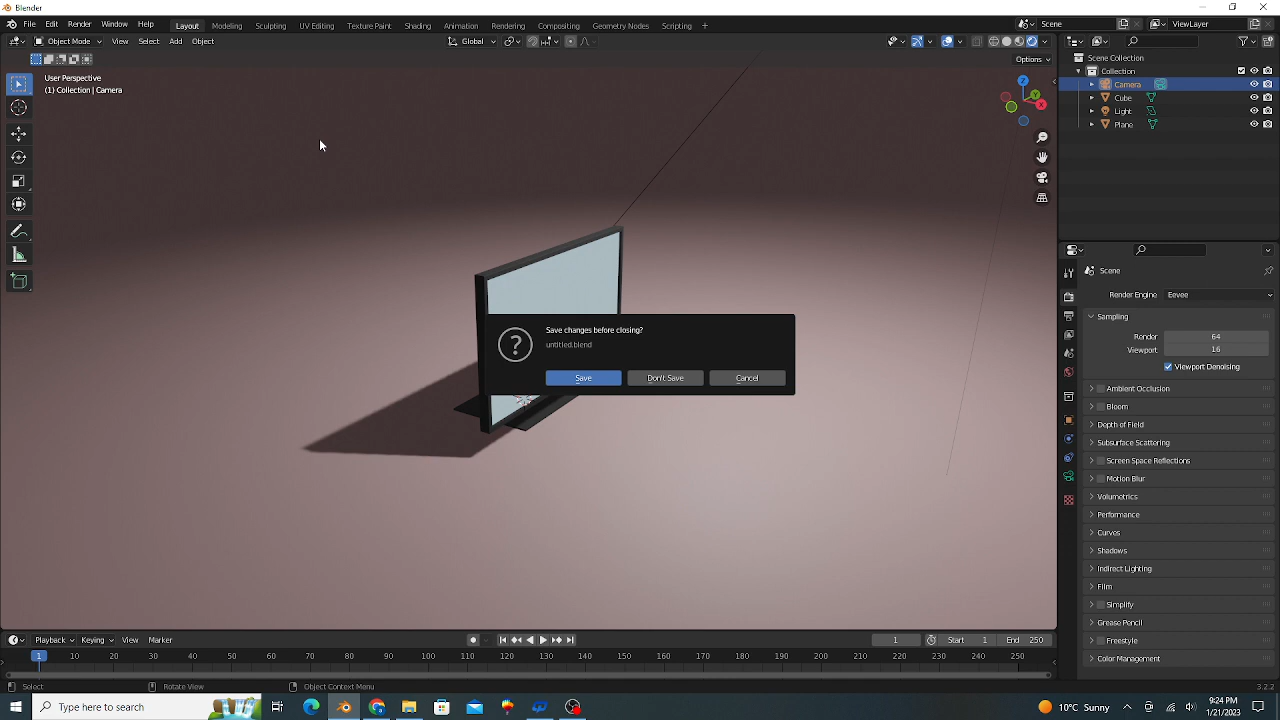 Blender
File Edit Render Window Help Layout Modeling Sculpting UV Editing Texture Paint Shading Animation Rendering Compositing Geometry Nodes Scripting + Scene ViewLayer
Object Mode View Select Add Object Global
Options
User Perspective
(1) Collection | Camera
Z
Y
X
Scene Collection
Collection
Camera
Cube
Light
Plane
Scene
Render Engine Eevee
Sampling
Render 64
Viewport 16
Viewport Denoising
Ambient Occlusion
Bloom
Depth of Field
Subsurface Scattering
Screen Space Reflections
Motion Blur
Volumetrics
Performance
Curves
Shadows
Indirect Lighting
Film
Simplify
Grease Pencil
Freestyle
Color Management
?
Save changes before closing?
untitled.blend
Save Don't Save Cancel
Playback Keying View Marker 1 Start 1 End 250
1 10 20 30 40 50 60 70 80 90 100 110 120 130 140 150 160 170 180 190 200 210 220 230 240 250
Select Rotate View Object Context Menu 3.2.2
Type here to search 10°C Sunny 9:24 PM
1/21/2023